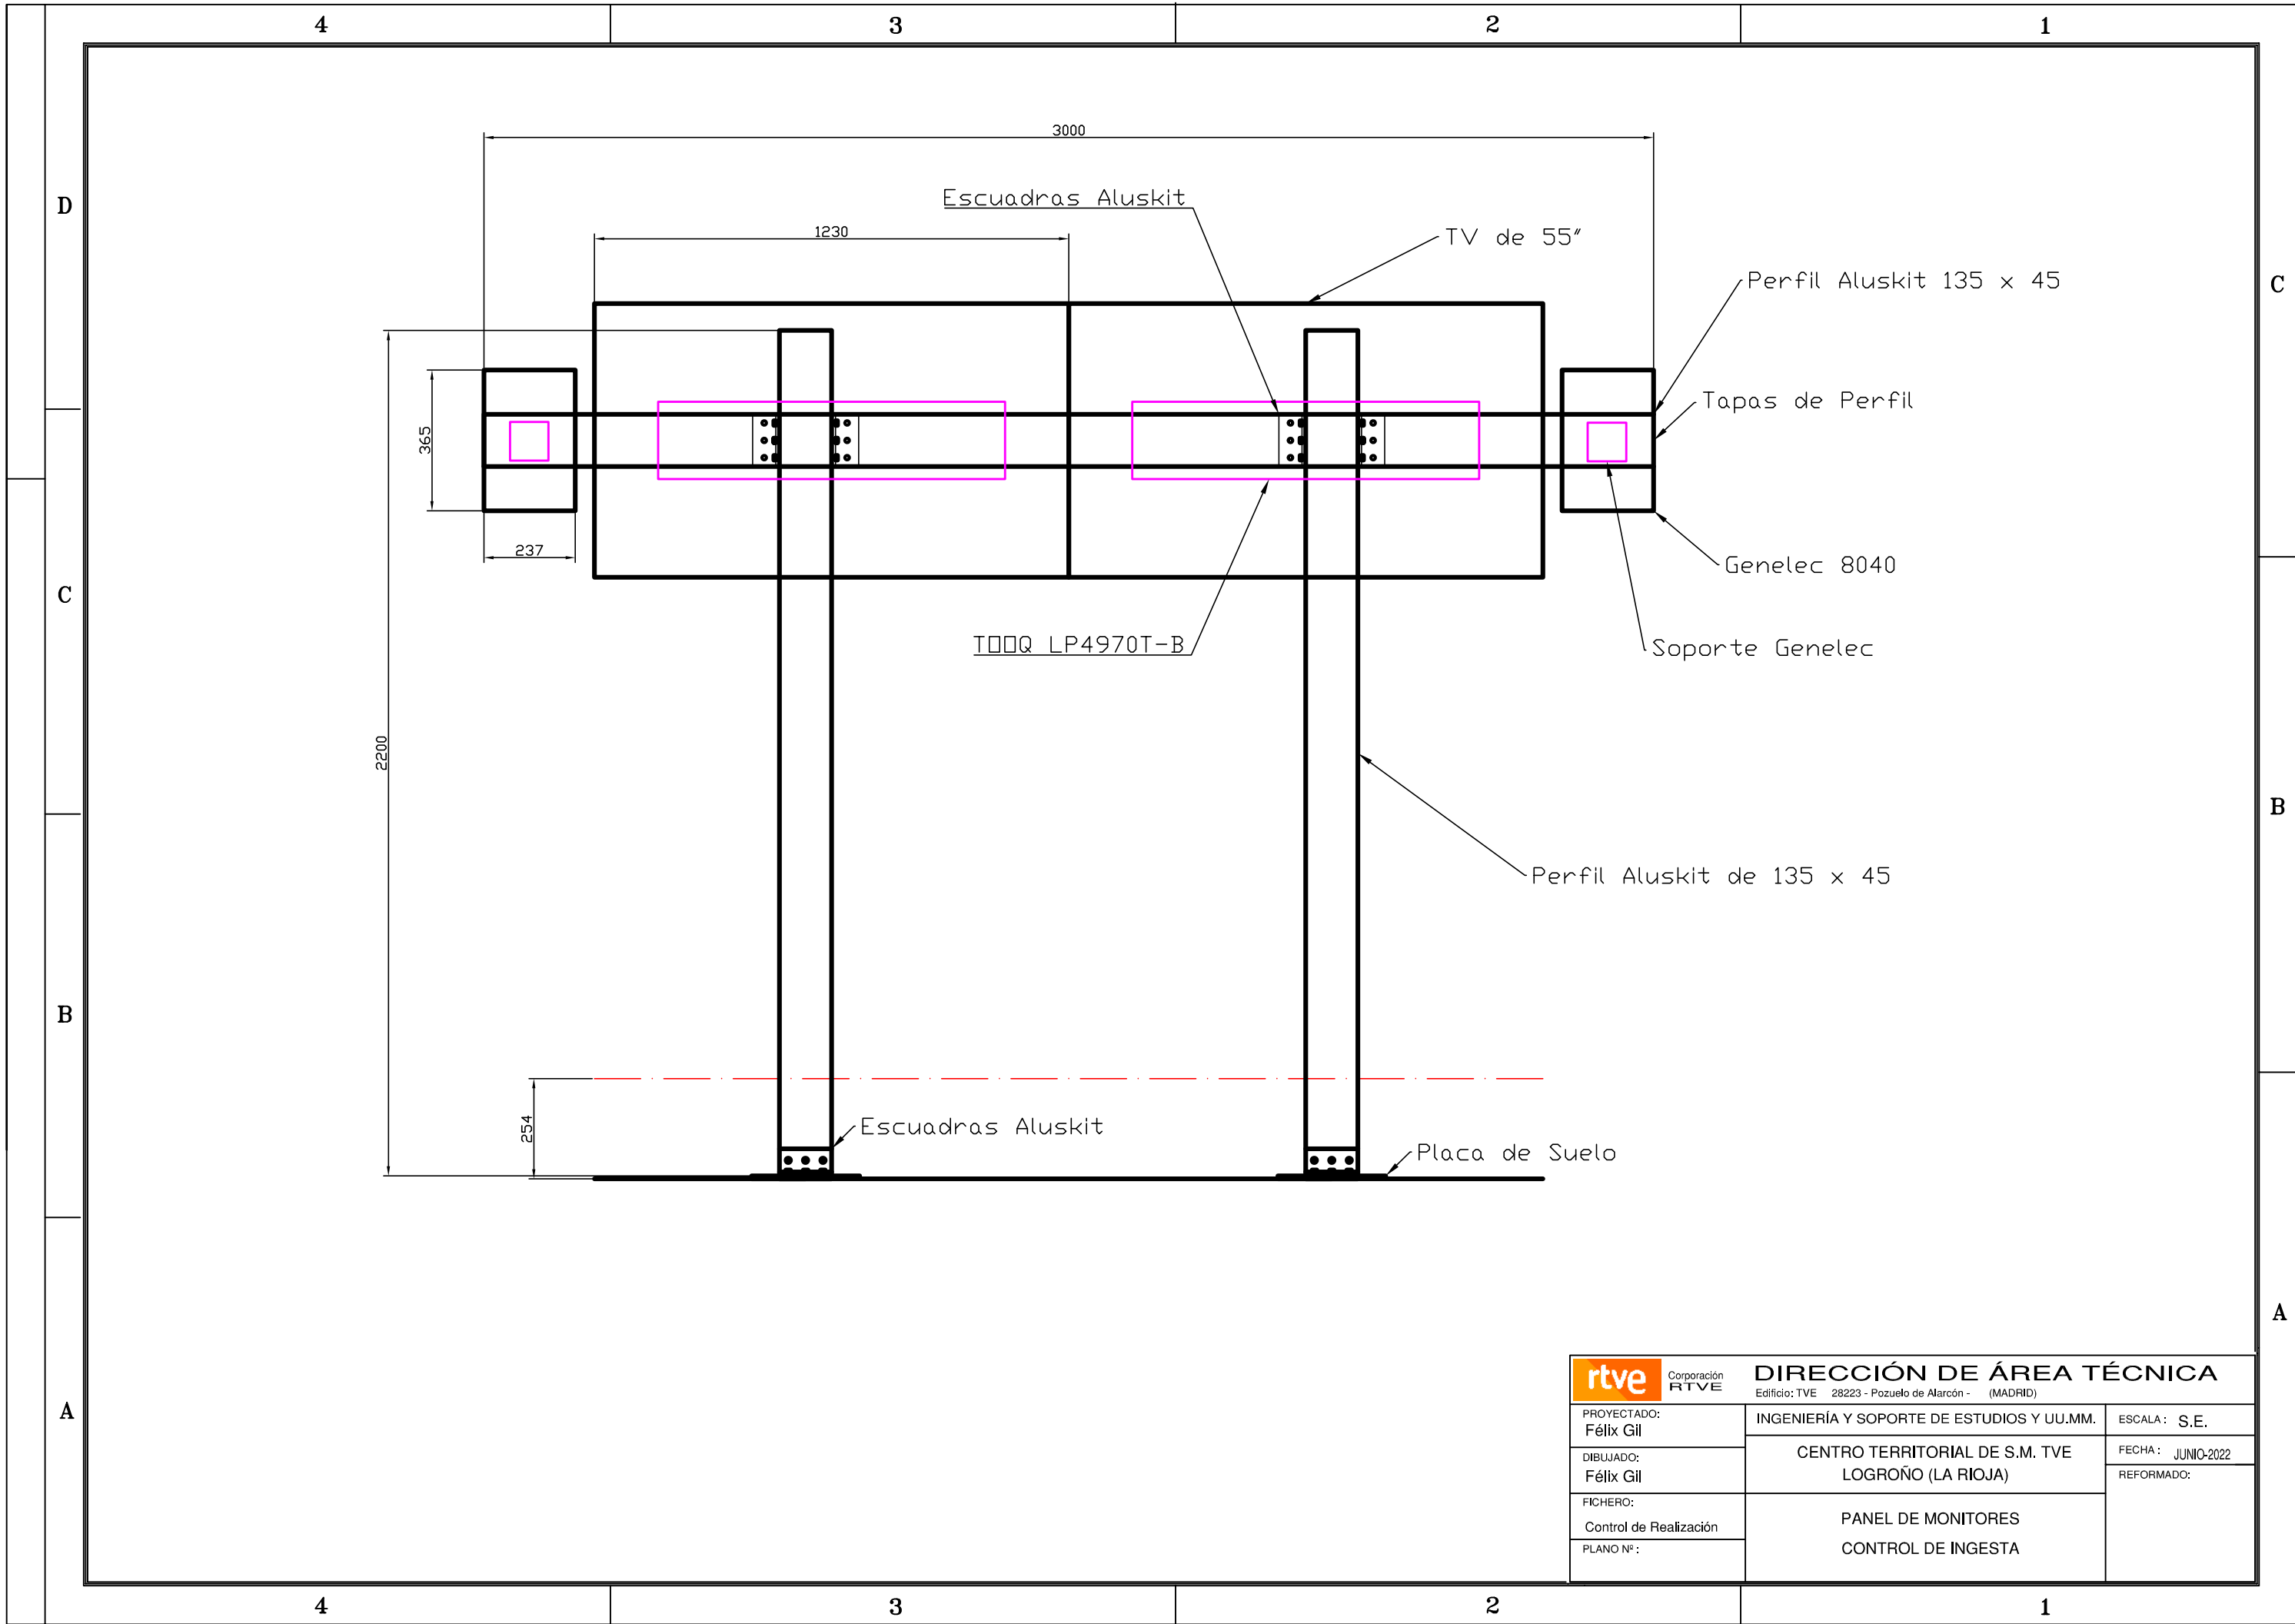 4 3 2 1
3000
D
Escuadras Aluskit
1230
TV de 55"
Perfil Aluskit 135 x 45
C
Tapas de Perfil
365
237
Genelec 8040
C
TOOQ LP4970T-B
Soporte Genelec
2200
B
Perfil Aluskit de 135 x 45
B
254
Escuadras Aluskit
Placa de Suelo
A
A
rtve
Corporación
RTVE
DIRECCIÓN DE ÁREA TÉCNICA
Edificio: TVE 28223 - Pozuelo de Alarcón - (MADRID)
PROYECTADO:
Félix Gil
INGENIERÍA Y SOPORTE DE ESTUDIOS Y UU.MM.
ESCALA: S.E.
DIBUJADO:
Félix Gil
CENTRO TERRITORIAL DE S.M. TVE
LOGROÑO (LA RIOJA)
FECHA: JUNIO-2022
REFORMADO:
FICHERO:
Control de Realización
PANEL DE MONITORES
CONTROL DE INGESTA
PLANO Nº:
4 3 2 1